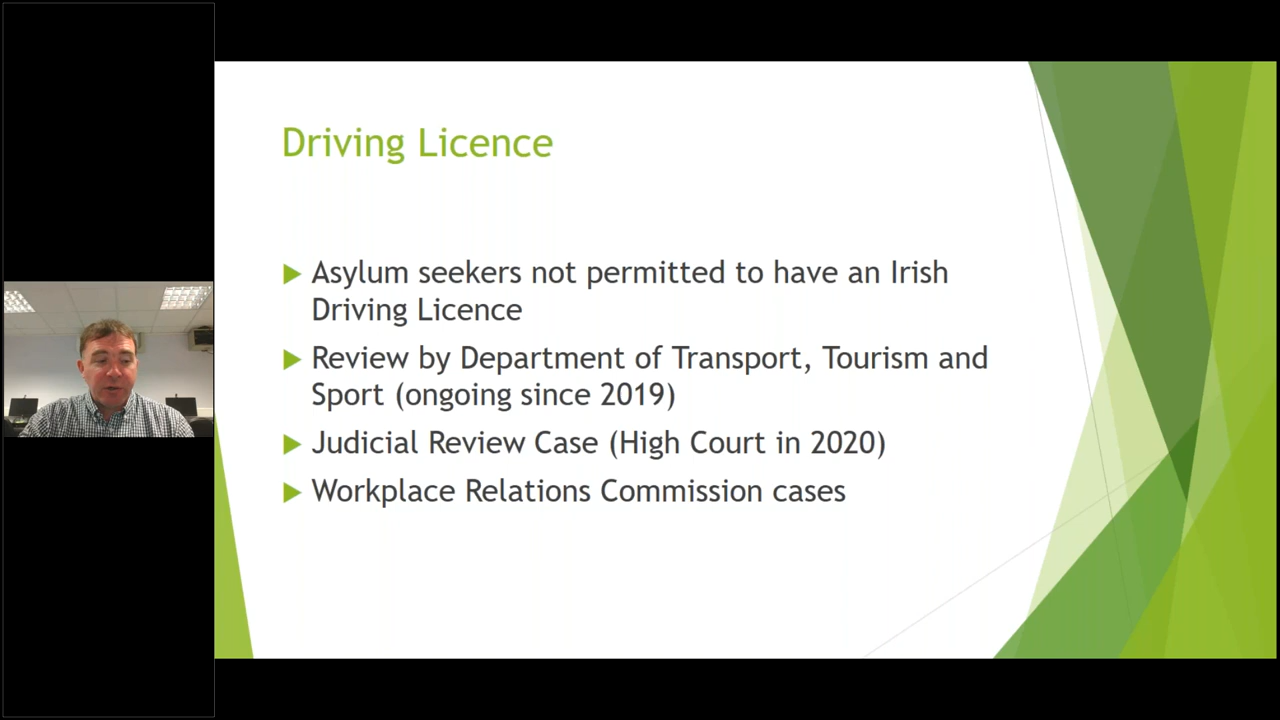 Driving Licence
Asylum seekers not permitted to have an Irish
Driving Licence
Review by Department of Transport, Tourism and
Sport (ongoing since 2019)
Judicial Review Case (High Court in 2020)
Workplace Relations Commission cases